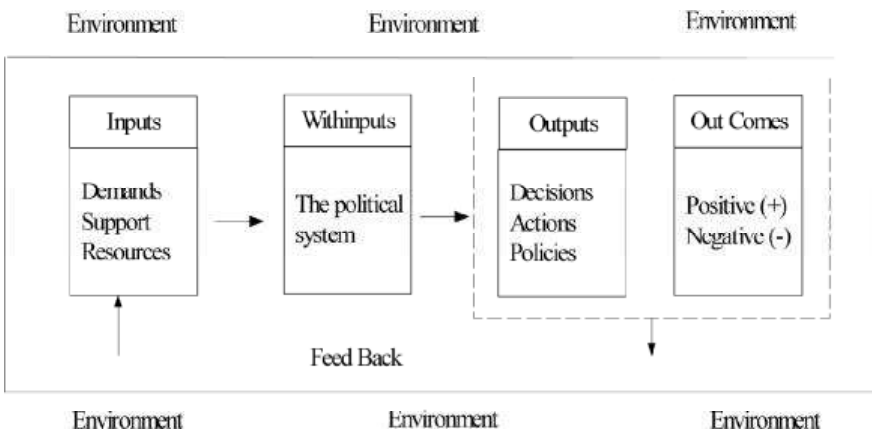 Environment Environment Environment
Inputs
Demands
Support
Resources
Withinputs
The political
system
Outputs
Decisions
Actions
Policies
Out Comes
Positive (+)
Negative (-)
Feed Back
Environment Environment Environment